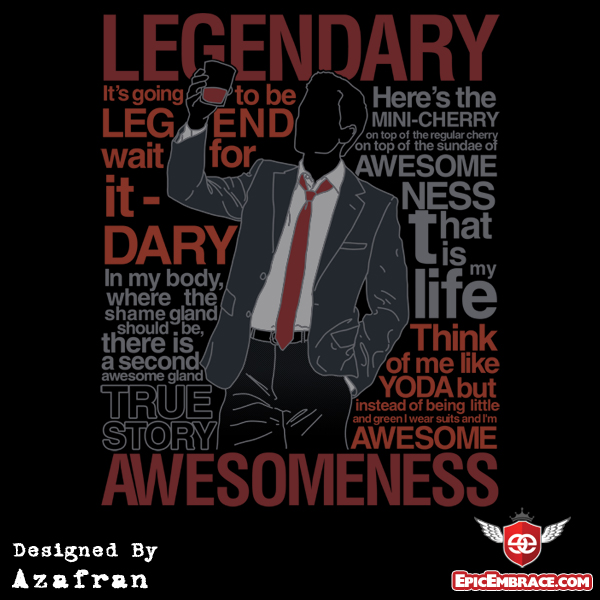 LEGENDARY
It's going to be
LEG END
wait for
it -
DARY
In my body,
where the
shame gland
should be,
there is
a second
awesome gland
TRUE
STORY
Here's the
MINI-CHERRY
on top of the regular cherry
on top of the sundae of
AWESOME
NESS
that
is my
life
Think
of me like
YODA but
instead of being little
and green I wear suits and I'm
AWESOME
AWESOMENESS
Designed By
Azafran
EPICEMBRACE.COM